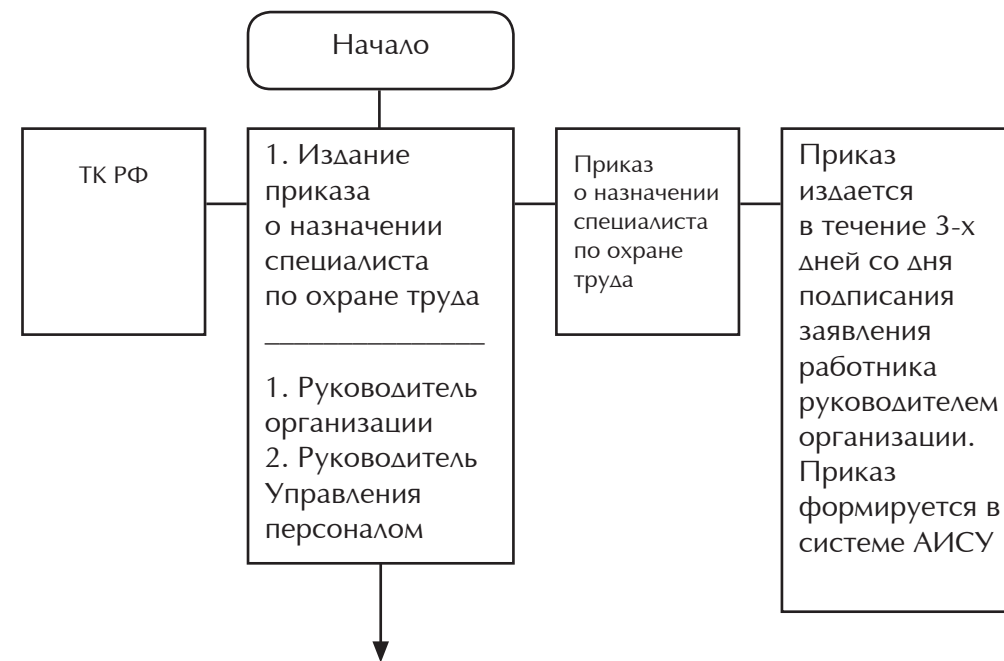 Начало
ТК РФ
1. Издание
приказа
о назначении
специалиста
по охране труда
1. Руководитель
организации
2. Руководитель
Управления
персоналом
Приказ
о назначении
специалиста
по охране
труда
Приказ
издается
в течение 3-х
дней со дня
подписания
заявления
работника
руководителем
организации.
Приказ
формируется в
системе АИСУ